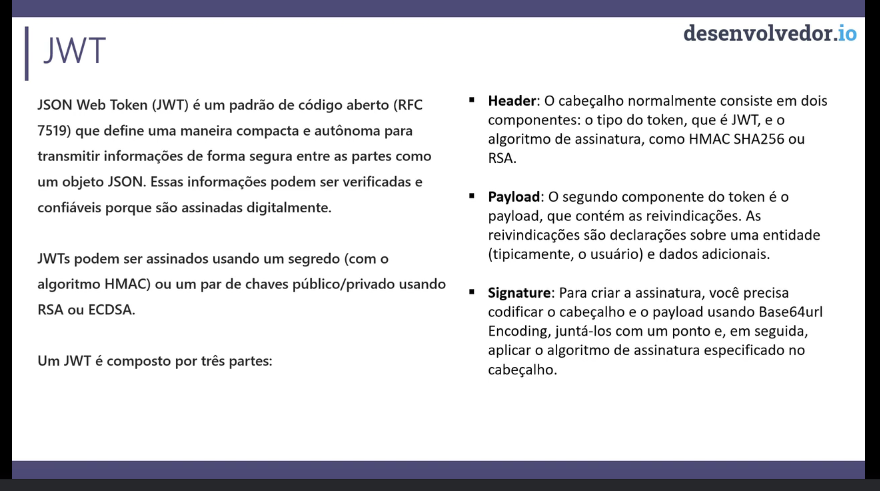 desenvolvedor.io
JWT
JSON Web Token (JWT) é um padrão de código aberto (RFC
7519) que define uma maneira compacta e autônoma para
transmitir informações de forma segura entre as partes como
um objeto JSON. Essas informações podem ser verificadas e
confiáveis porque são assinadas digitalmente.
JWTs podem ser assinados usando um segredo (com o
algoritmo HMAC) ou um par de chaves público/privado usando
RSA ou ECDSA.
Um JWT é composto por três partes:
▪ Header: O cabeçalho normalmente consiste em dois
componentes: o tipo do token, que é JWT, e o
algoritmo de assinatura, como HMAC SHA256 ou
RSA.
▪ Payload: O segundo componente do token é o
payload, que contém as reivindicações. As
reivindicações são declarações sobre uma entidade
(tipicamente, o usuário) e dados adicionais.
▪ Signature: Para criar a assinatura, você precisa
codificar o cabeçalho e o payload usando Base64url
Encoding, juntá-los com um ponto e, em seguida,
aplicar o algoritmo de assinatura especificado no
cabeçalho.